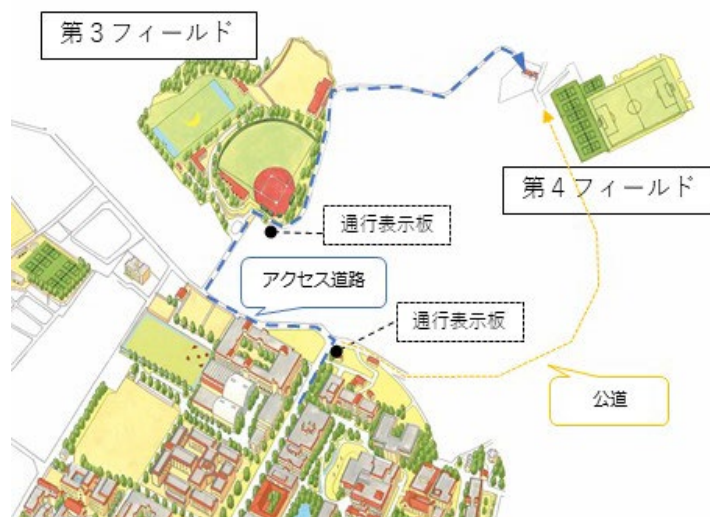 第3フィールド
第4フィールド
通行表示板
アクセス道路
通行表示板
公道